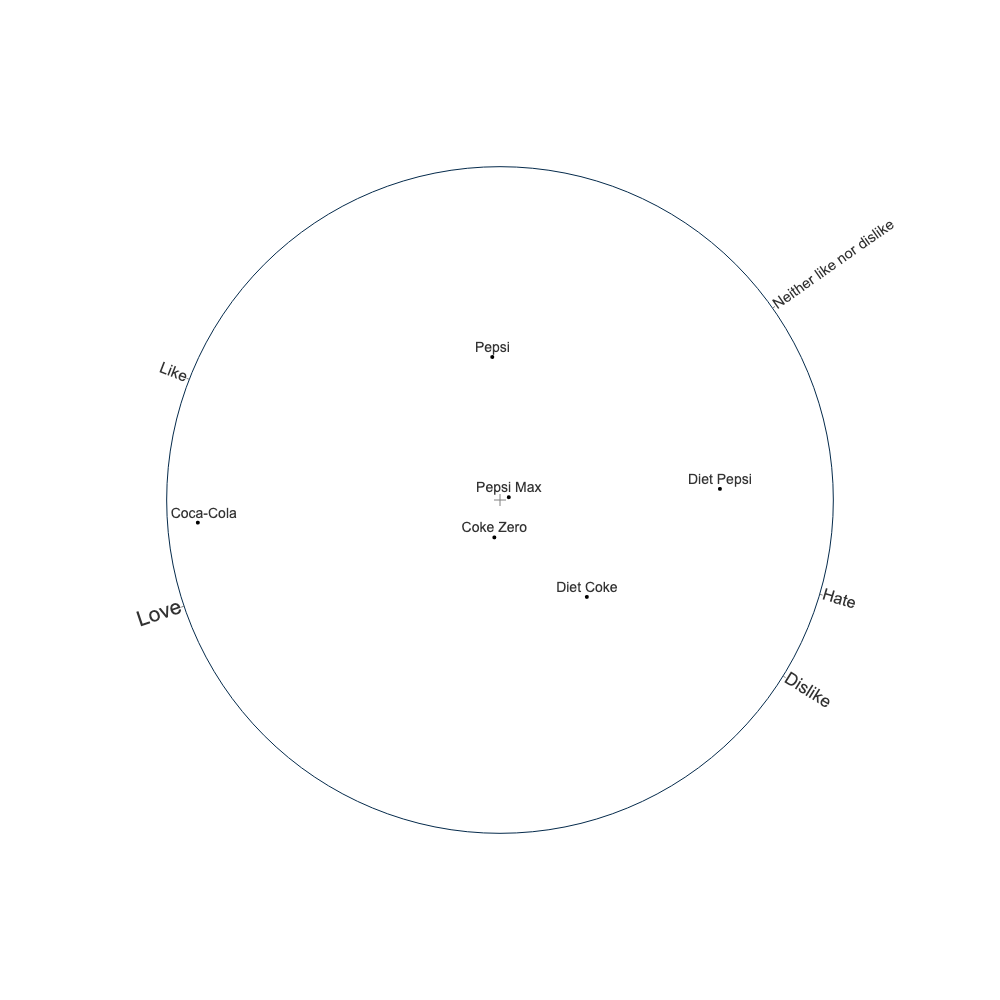 Neither like nor dislike
Pepsi
Like
Diet Pepsi
Pepsi Max
Coca-Cola
Coke Zero
Diet Coke
Hate
Love
Dislike